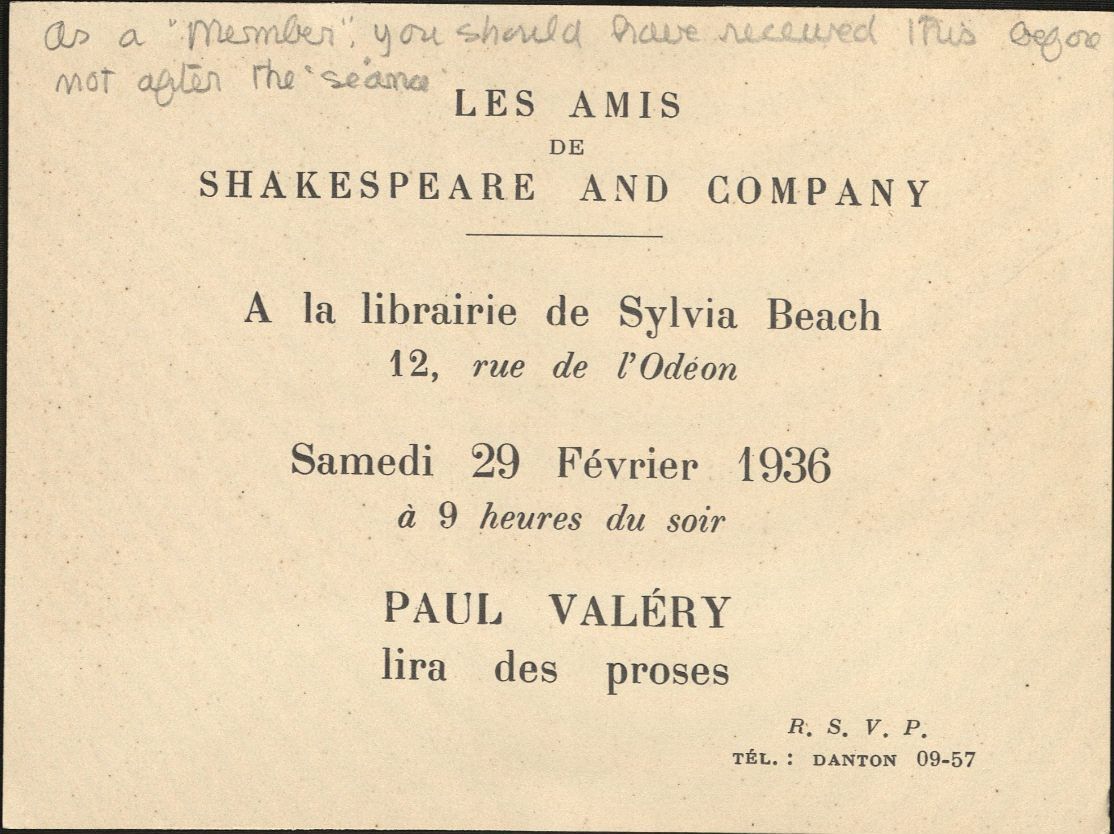 As a "Member", you should have received this before
not after the "séance"
LES AMIS
DE
SHAKESPEARE AND COMPANY
A la librairie de Sylvia Beach
12, rue de l'Odéon
Samedi 29 Février 1936
à 9 heures du soir
PAUL VALÉRY
lira des proses
R. S. V. P.
TÉL. : DANTON 09-57